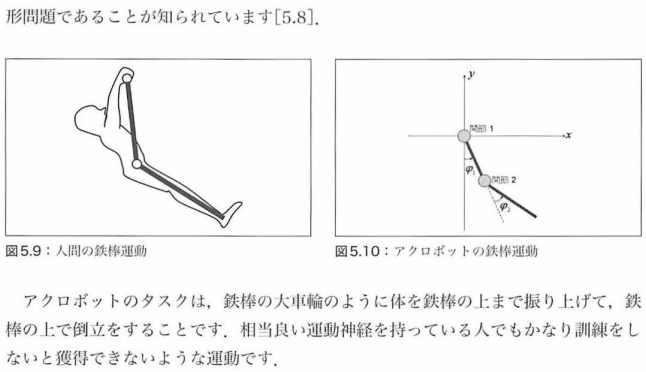 形問題であることが知られています[5.8].
y
関節 1
x
φ1
関節 2
φ2
図5.9：人間の鉄棒運動
図5.10：アクロボットの鉄棒運動
アクロボットのタスクは，鉄棒の大車輪のように体を鉄棒の上まで振り上げて，鉄
棒の上で倒立をすることです．相当良い運動神経を持っている人でもかなり訓練をし
ないと獲得できないような運動です．